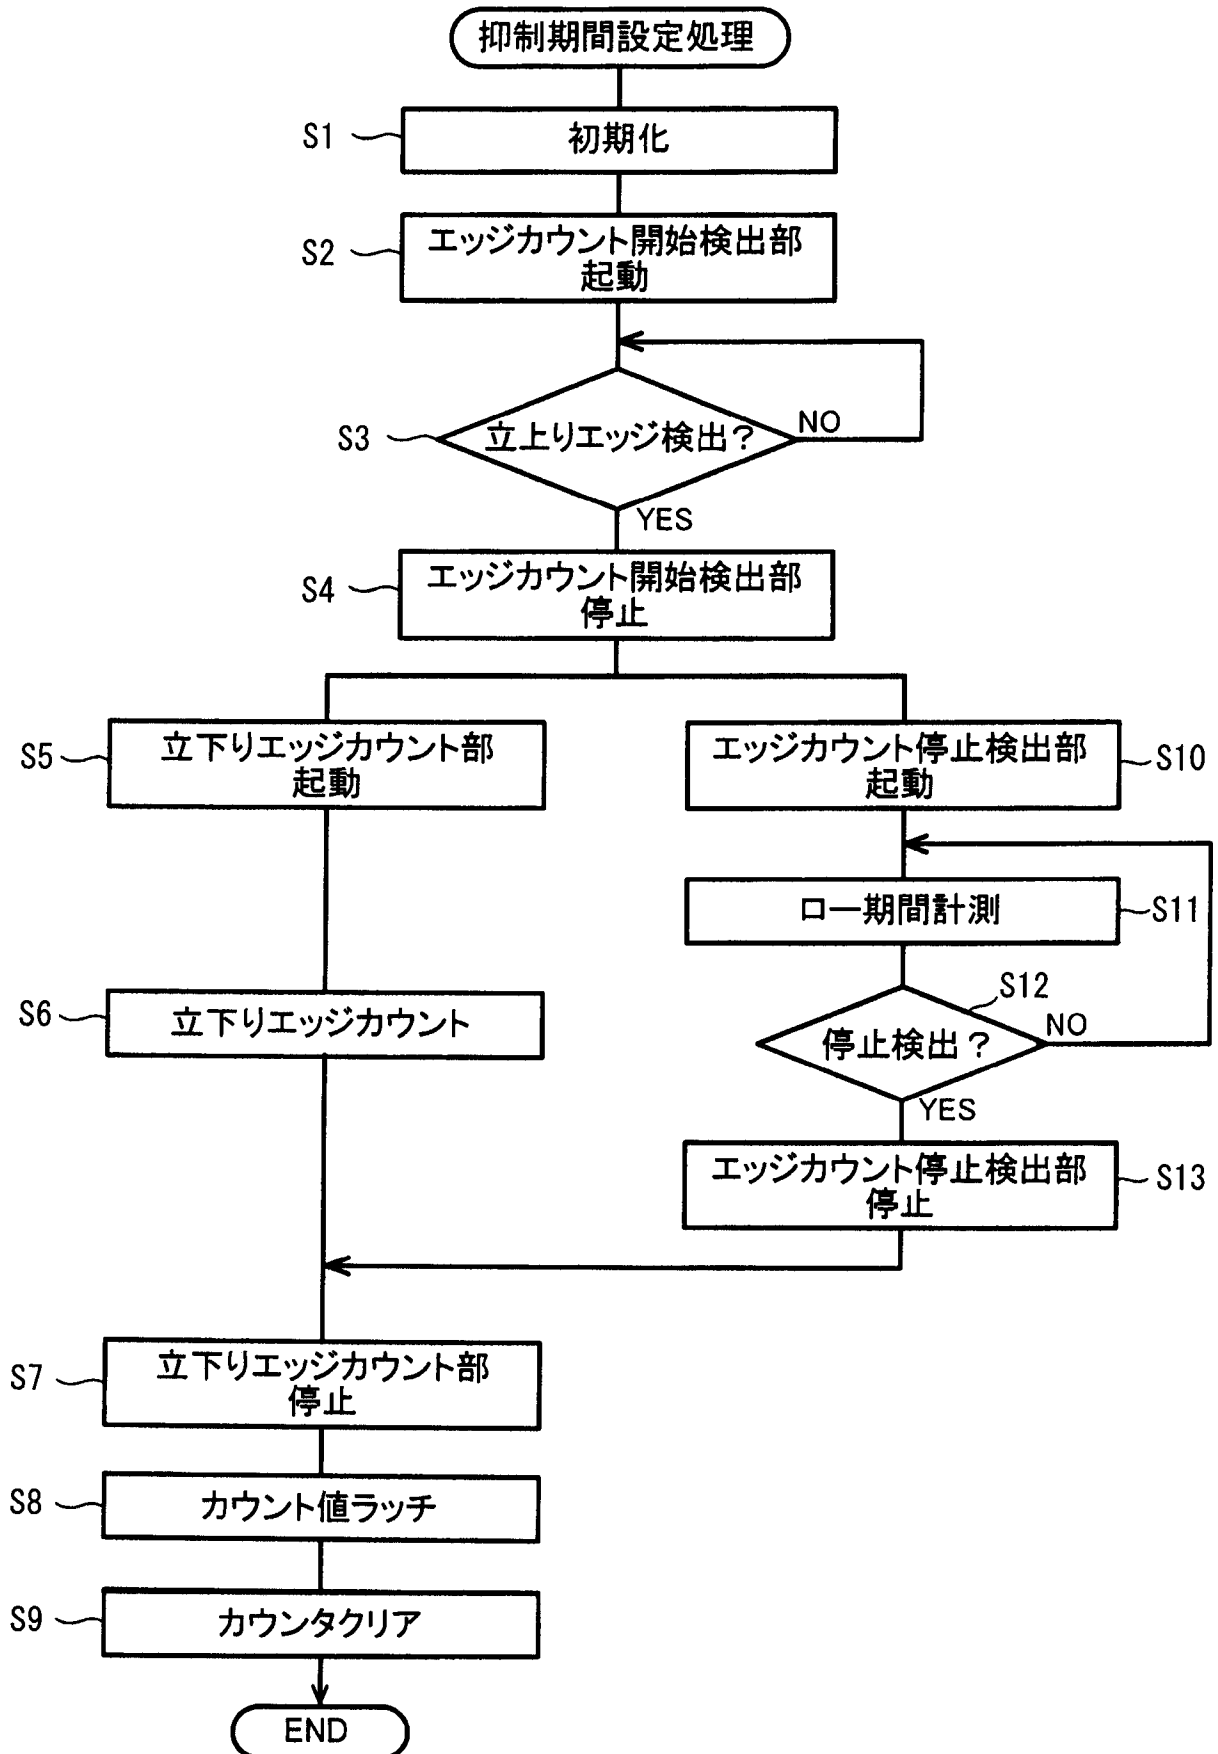 抑制期間設定処理
S1
初期化
S2
エッジカウント開始検出部
起動
S3
立上りエッジ検出？
NO
YES
S4
エッジカウント開始検出部
停止
S5
立下りエッジカウント部
起動
エッジカウント停止検出部
起動
S10
ロー期間計測
S11
S6
立下りエッジカウント
S12
停止検出？
NO
YES
エッジカウント停止検出部
停止
S13
S7
立下りエッジカウント部
停止
S8
カウント値ラッチ
S9
カウンタクリア
END